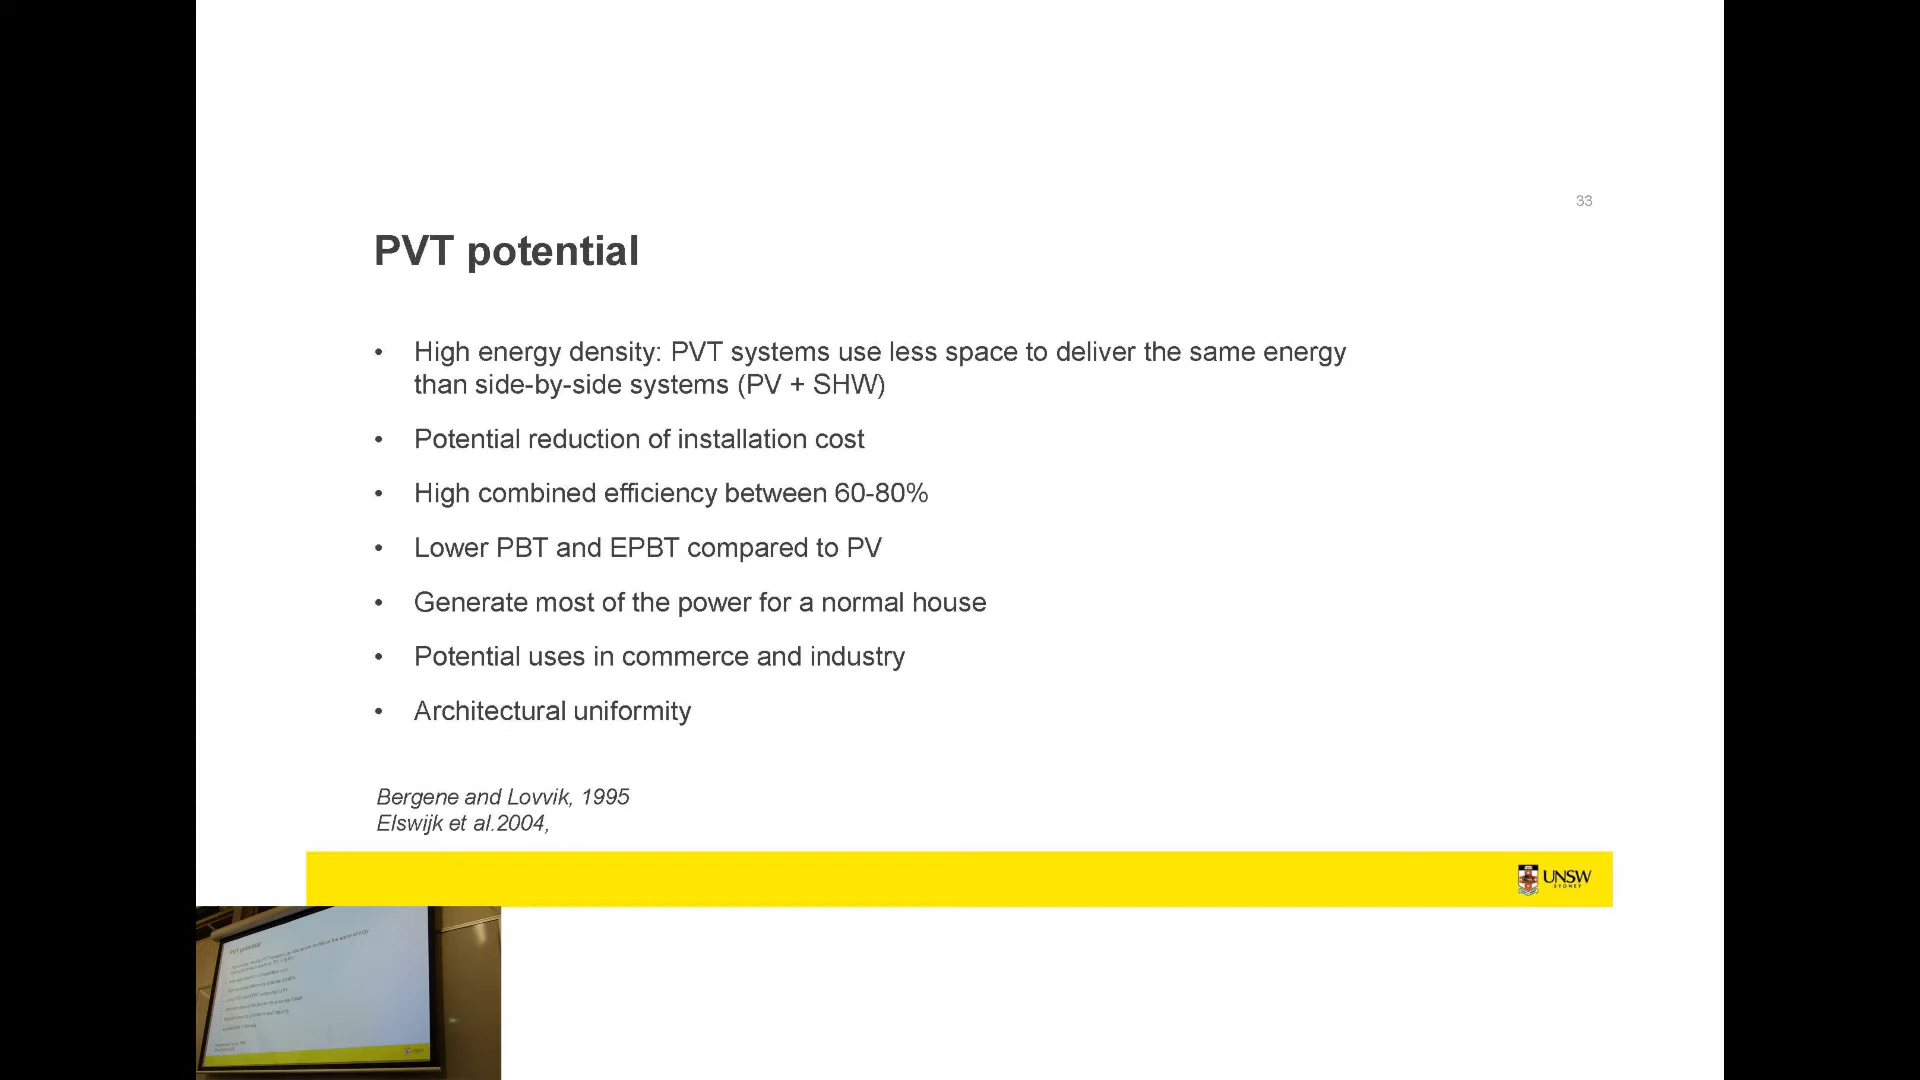 33
PVT potential
• High energy density: PVT systems use less space to deliver the same energy
than side-by-side systems (PV + SHW)
• Potential reduction of installation cost
• High combined efficiency between 60-80%
• Lower PBT and EPBT compared to PV
• Generate most of the power for a normal house
• Potential uses in commerce and industry
• Architectural uniformity
Bergene and Lovvik, 1995
Elswijk et al.2004,
UNSW
SYDNEY
PVT potential